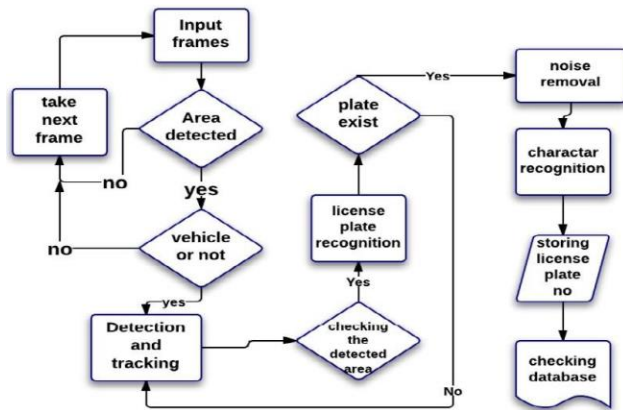 Input
frames
take
next
frame
Area
detected
no
yes
vehicle
or not
no
yes
Detection
and
tracking
checking
the
detected
area
Yes
license
plate
recognition
plate
exist
Yes
No
noise
removal
charactar
recognition
storing
license
plate
no
checking
database